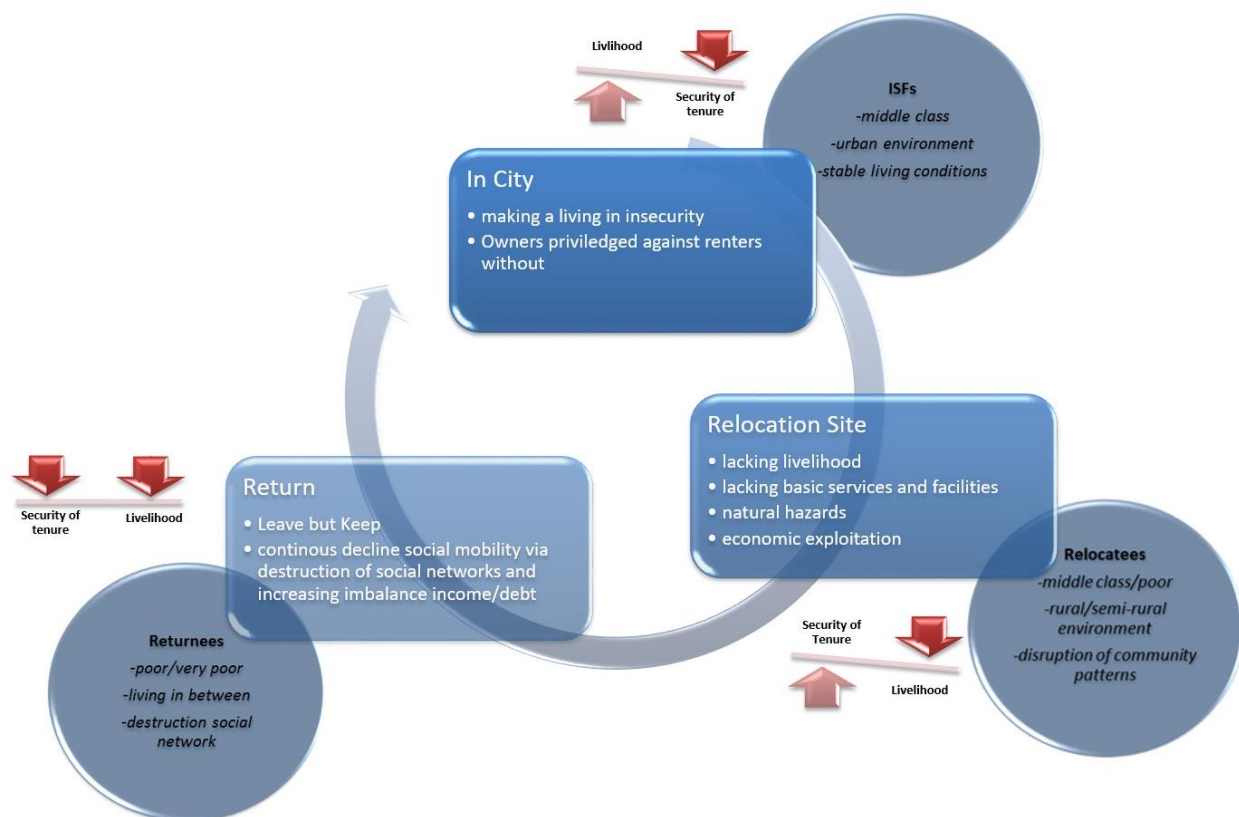 Livlihood
Security of
tenure
ISFs
-middle class
-urban environment
-stable living conditions
In City
• making a living in insecurity
• Owners priviledged against renters
without
Relocation Site
• lacking livelihood
• lacking basic services and facilities
• natural hazards
• economic exploitation
Relocatees
-middle class/poor
-rural/semi-rural
environment
-disruption of community
patterns
Security of
Tenure
Livelihood
Security of
tenure
Livelihood
Return
• Leave but Keep
• continous decline social mobility via
destruction of social networks and
increasing imbalance income/debt
Returnees
-poor/very poor
-living in between
-destruction social
network